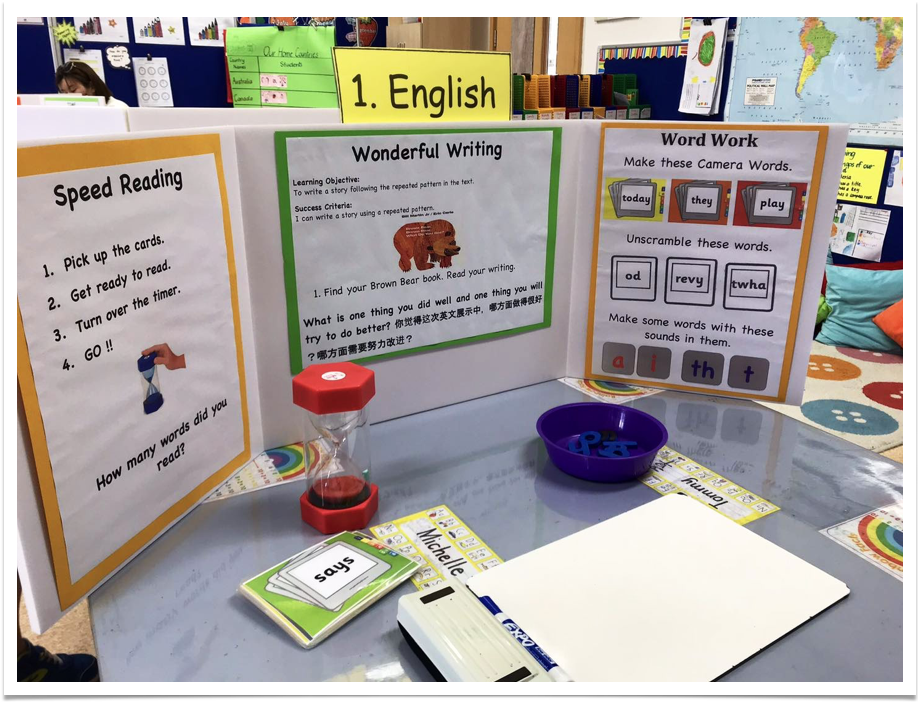 Our Home Countries
Country Names
Students
Australia
Canada
1. English
Speed Reading
1. Pick up the cards.
2. Get ready to read.
3. Turn over the timer.
4. GO !!
How many words did you
read?
Wonderful Writing
Learning Objective:
To write a story following the repeated pattern in the text.
Success Criteria:
I can write a story using a repeated pattern.
1. Find your Brown Bear book. Read your writing.
What is one thing you did well and one thing you will
try to do better? 你觉得这次英文展示中，哪方面做得很好
？哪方面需要努力改进？
Word Work
Make these Camera Words.
today
they
play
Unscramble these words.
od
revy
twha
Make some words with these
sounds in them.
a
i
th
t
says
Michelle
Tommy
EXPO